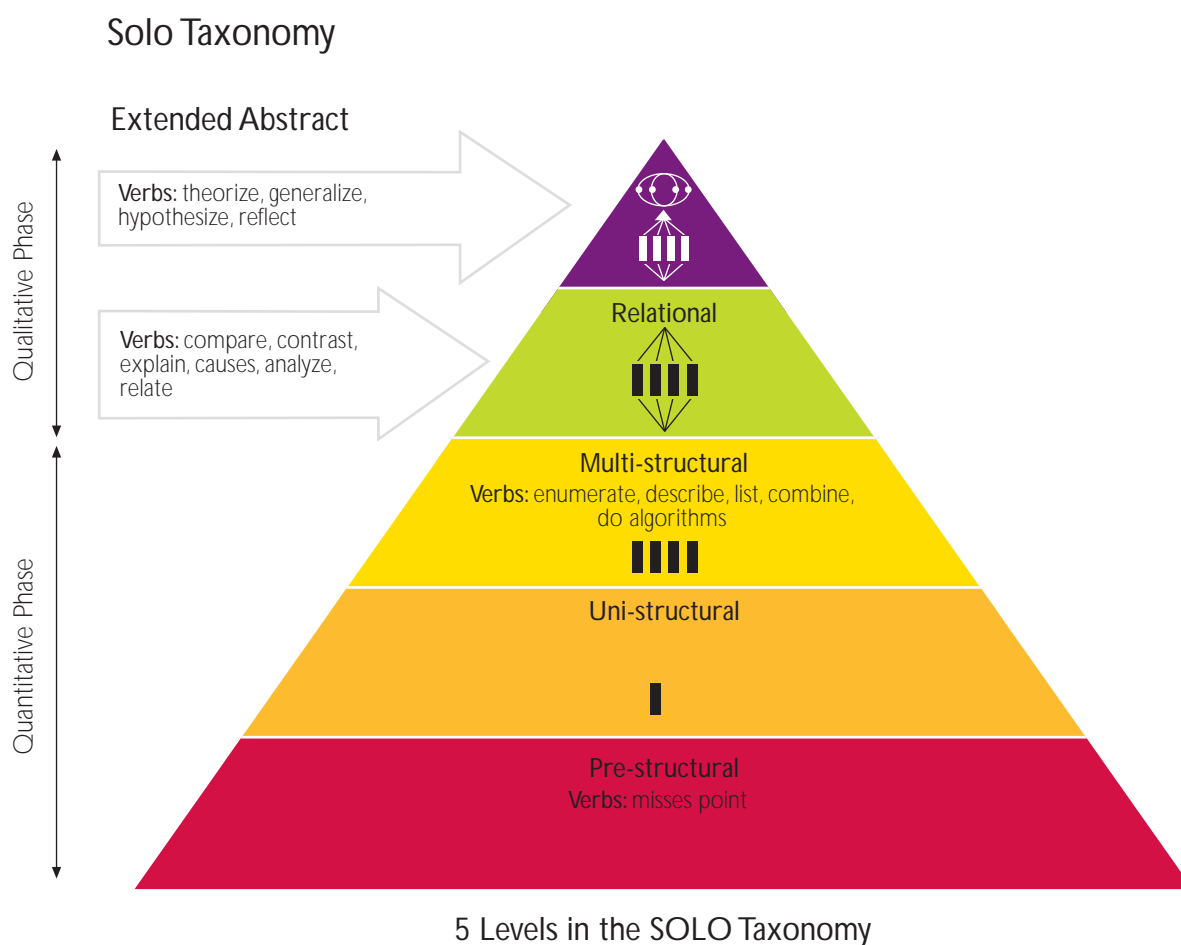 Solo Taxonomy
Extended Abstract
Verbs: theorize, generalize,
hypothesize, reflect
Qualitative Phase
Relational
Verbs: compare, contrast,
explain, causes, analyze,
relate
Multi-structural
Verbs: enumerate, describe, list, combine,
do algorithms
Quantitative Phase
Uni-structural
Pre-structural
Verbs: misses point
5 Levels in the SOLO Taxonomy